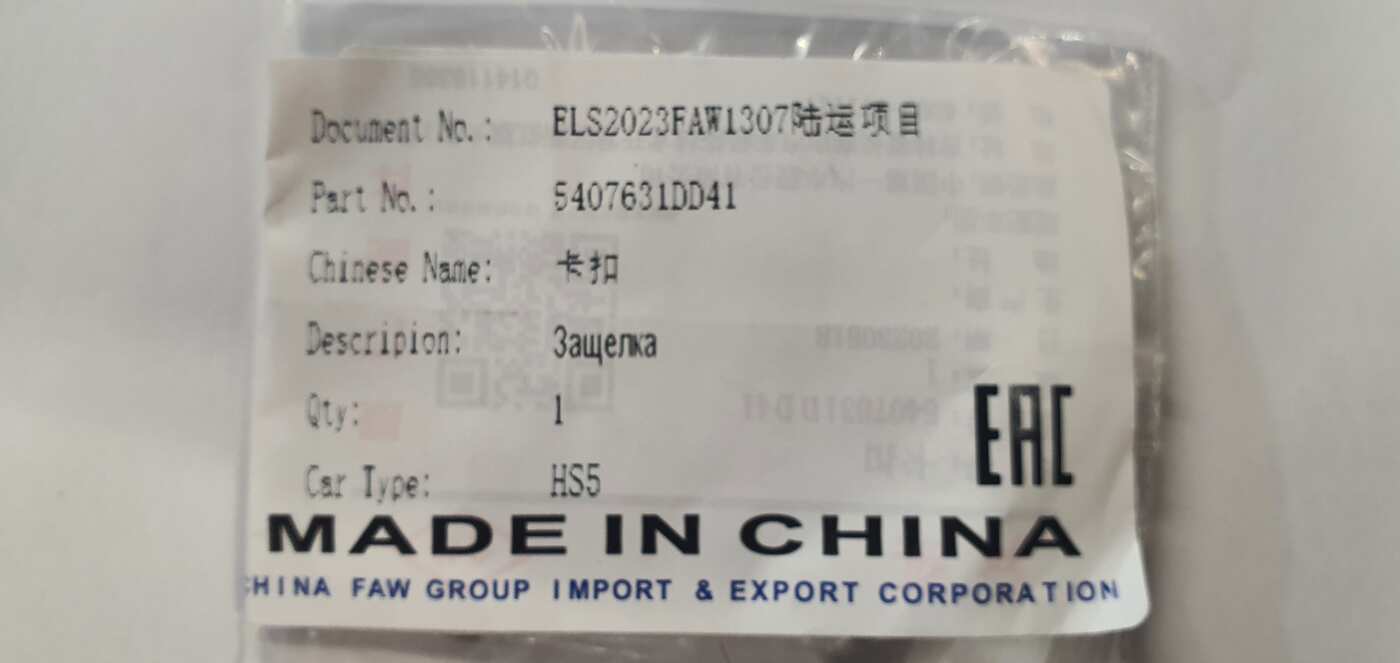 Document No.: ELS2023FAW1307陆运项目
Part No.: 5407631DD41
Chinese Name: 卡扣
Descripion: Защелка
Qty: 1
EAC
Car Type: HS5
MADE IN CHINA
CHINA FAW GROUP IMPORT & EXPORT CORPORATION